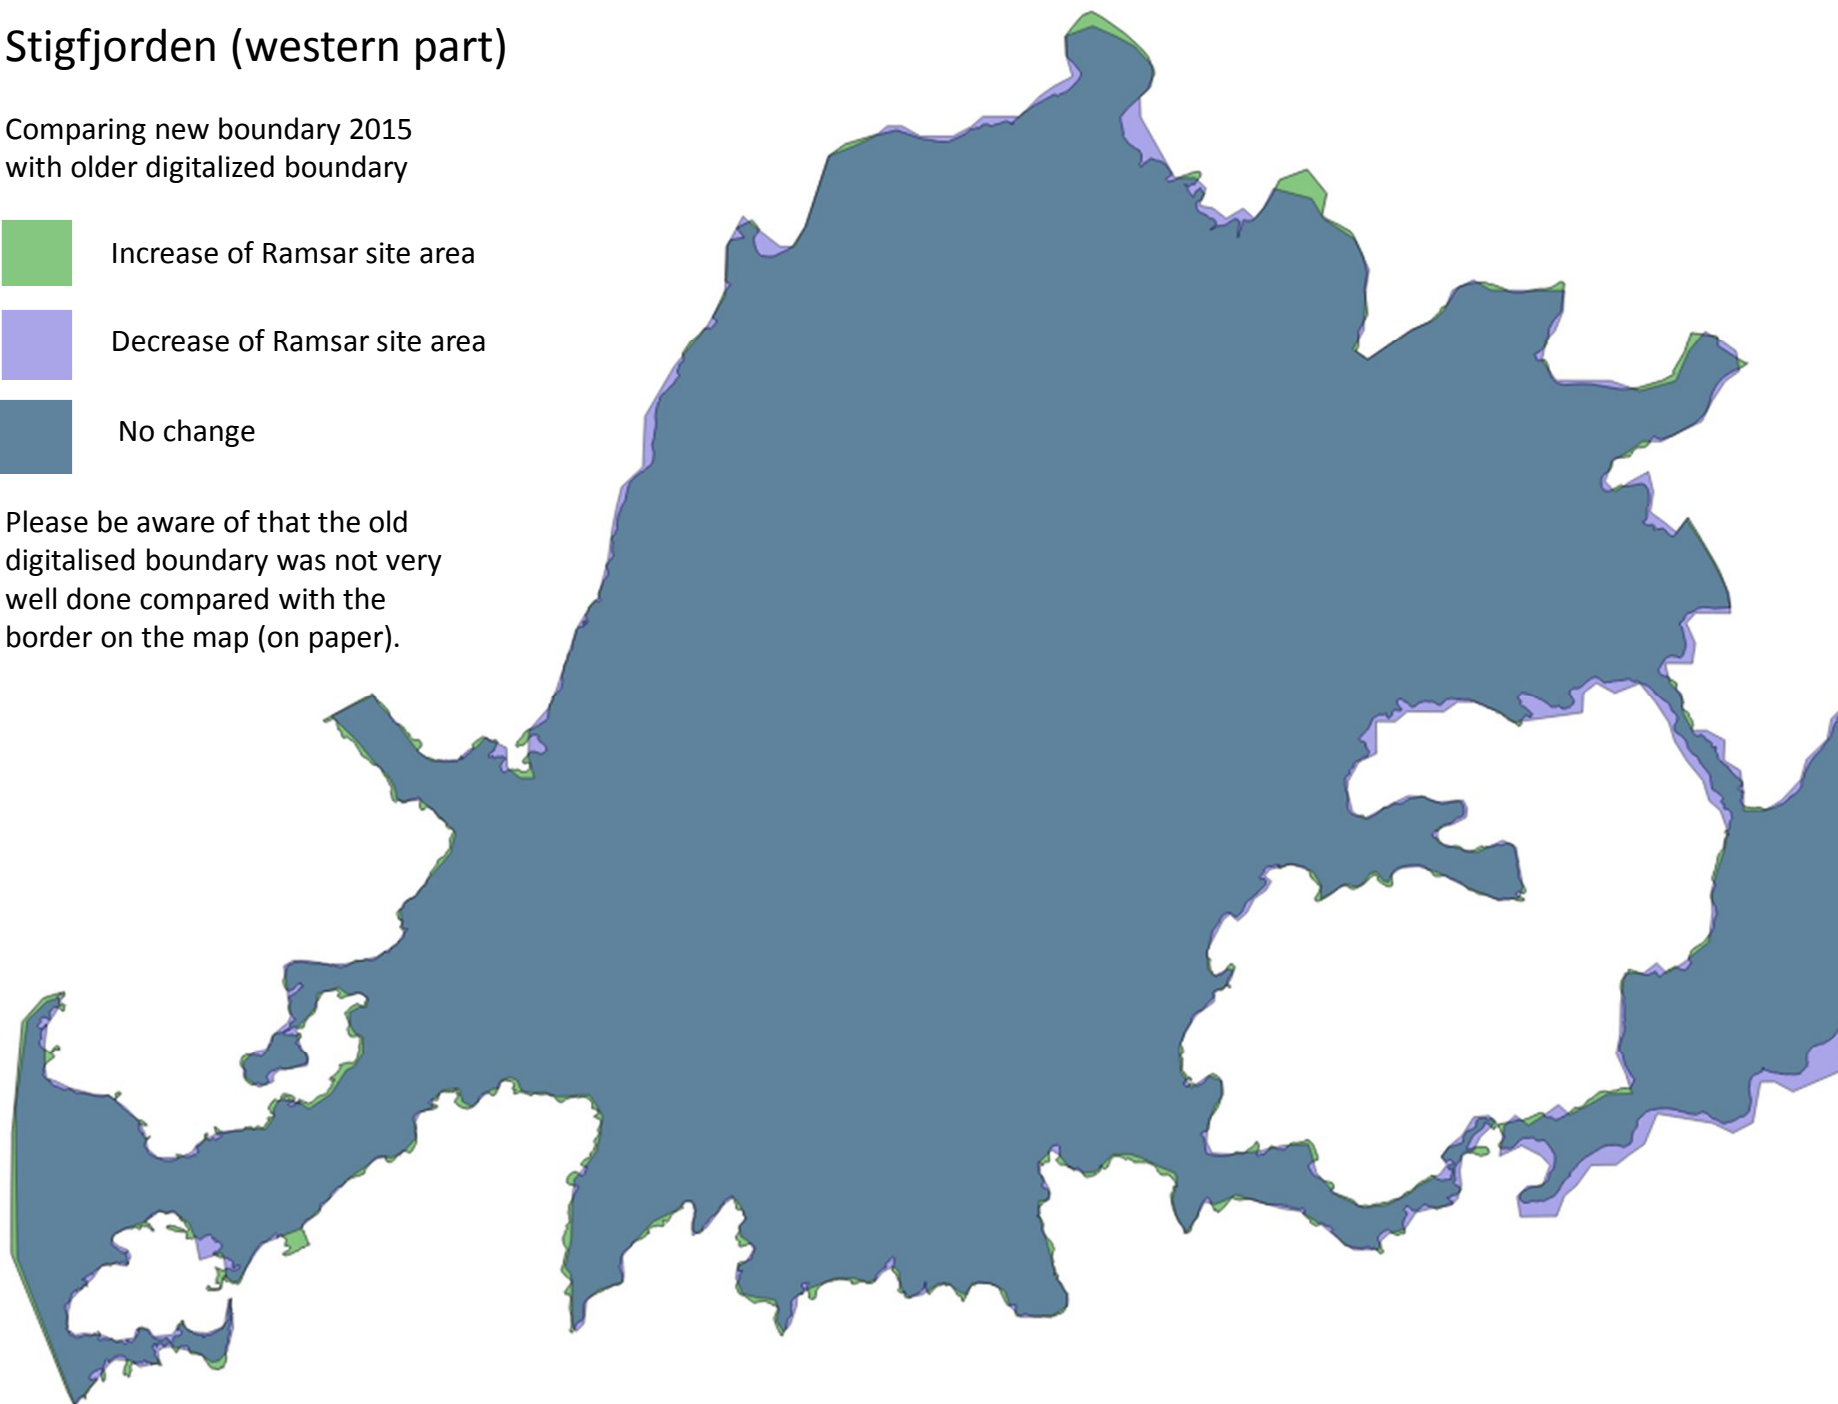 Stigfjorden (western part)
Comparing new boundary 2015
with older digitalized boundary
Increase of Ramsar site area
Decrease of Ramsar site area
No change
Please be aware of that the old
digitalised boundary was not very
well done compared with the
border on the map (on paper).